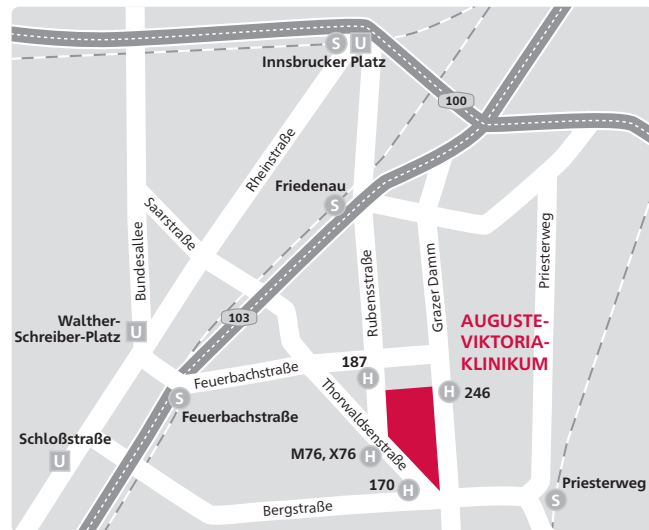 S U
Innsbrucker Platz
100
Rheinstraße
Friedenau
S
Saarstraße
Bundesallee
Rubensstraße
Grazer Damm
Priesterweg
103
Walther-
Schreiber-Platz
U
AUGUSTE-
VIKTORIA-
KLINIKUM
187
H
Feuerbachstraße
H 246
S
Feuerbachstraße
Thorwaldsenstraße
Schloßstraße
U
M76, X76 H
170 H
Bergstraße
Priesterweg
S